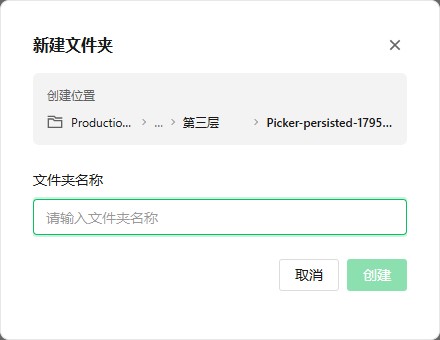 新建文件夹
创建位置
Productio... > ... > 第三层 > Picker-persisted-1795...
文件夹名称
请输入文件夹名称
取消 创建